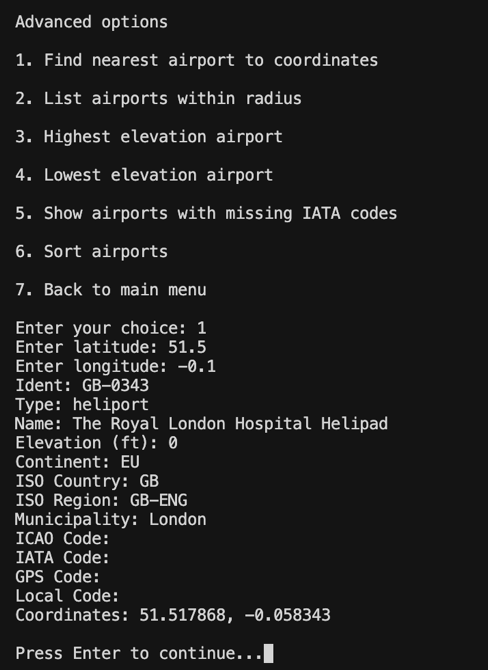 Advanced options
1. Find nearest airport to coordinates
2. List airports within radius
3. Highest elevation airport
4. Lowest elevation airport
5. Show airports with missing IATA codes
6. Sort airports
7. Back to main menu
Enter your choice: 1
Enter latitude: 51.5
Enter longitude: -0.1
Ident: GB-0343
Type: heliport
Name: The Royal London Hospital Helipad
Elevation (ft): 0
Continent: EU
ISO Country: GB
ISO Region: GB-ENG
Municipality: London
ICAO Code:
IATA Code:
GPS Code:
Local Code:
Coordinates: 51.517868, -0.058343
Press Enter to continue...